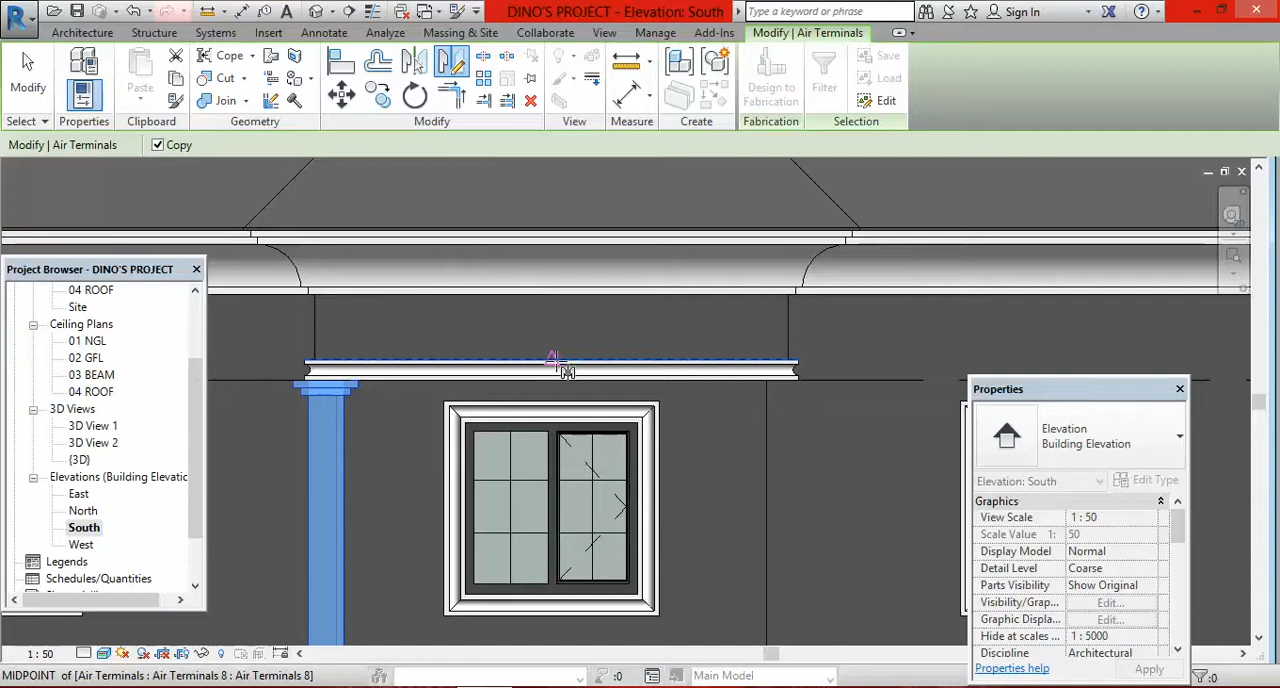 DINO'S PROJECT - Elevation: South
Type a keyword or phrase
Sign In
Architecture Structure Systems Insert Annotate Analyze Massing & Site Collaborate View Manage Add-Ins Modify | Air Terminals
Modify
Paste
Cope
Cut
Join
Design to Fabrication
Filter
Save
Load
Edit
Select Properties Clipboard Geometry Modify View Measure Create Fabrication Selection
Modify | Air Terminals
Copy
Project Browser - DINO'S PROJECT
04 ROOF
Site
Ceiling Plans
01 NGL
02 GFL
03 BEAM
04 ROOF
3D Views
3D View 1
3D View 2
{3D}
Elevations (Building Elevatic
East
North
South
West
Legends
Schedules/Quantities
Properties
Elevation
Building Elevation
Elevation: South
Edit Type
Graphics
View Scale 1 : 50
Scale Value 1: 50
Display Model Normal
Detail Level Coarse
Parts Visibility Show Original
Visibility/Grap... Edit...
Graphic Displa... Edit...
Hide at scales ... 1 : 5000
Discipline Architectural
Properties help
Apply
1 : 50
MIDPOINT of [Air Terminals : Air Terminals 8 : Air Terminals 8]
:0
Main Model
:0